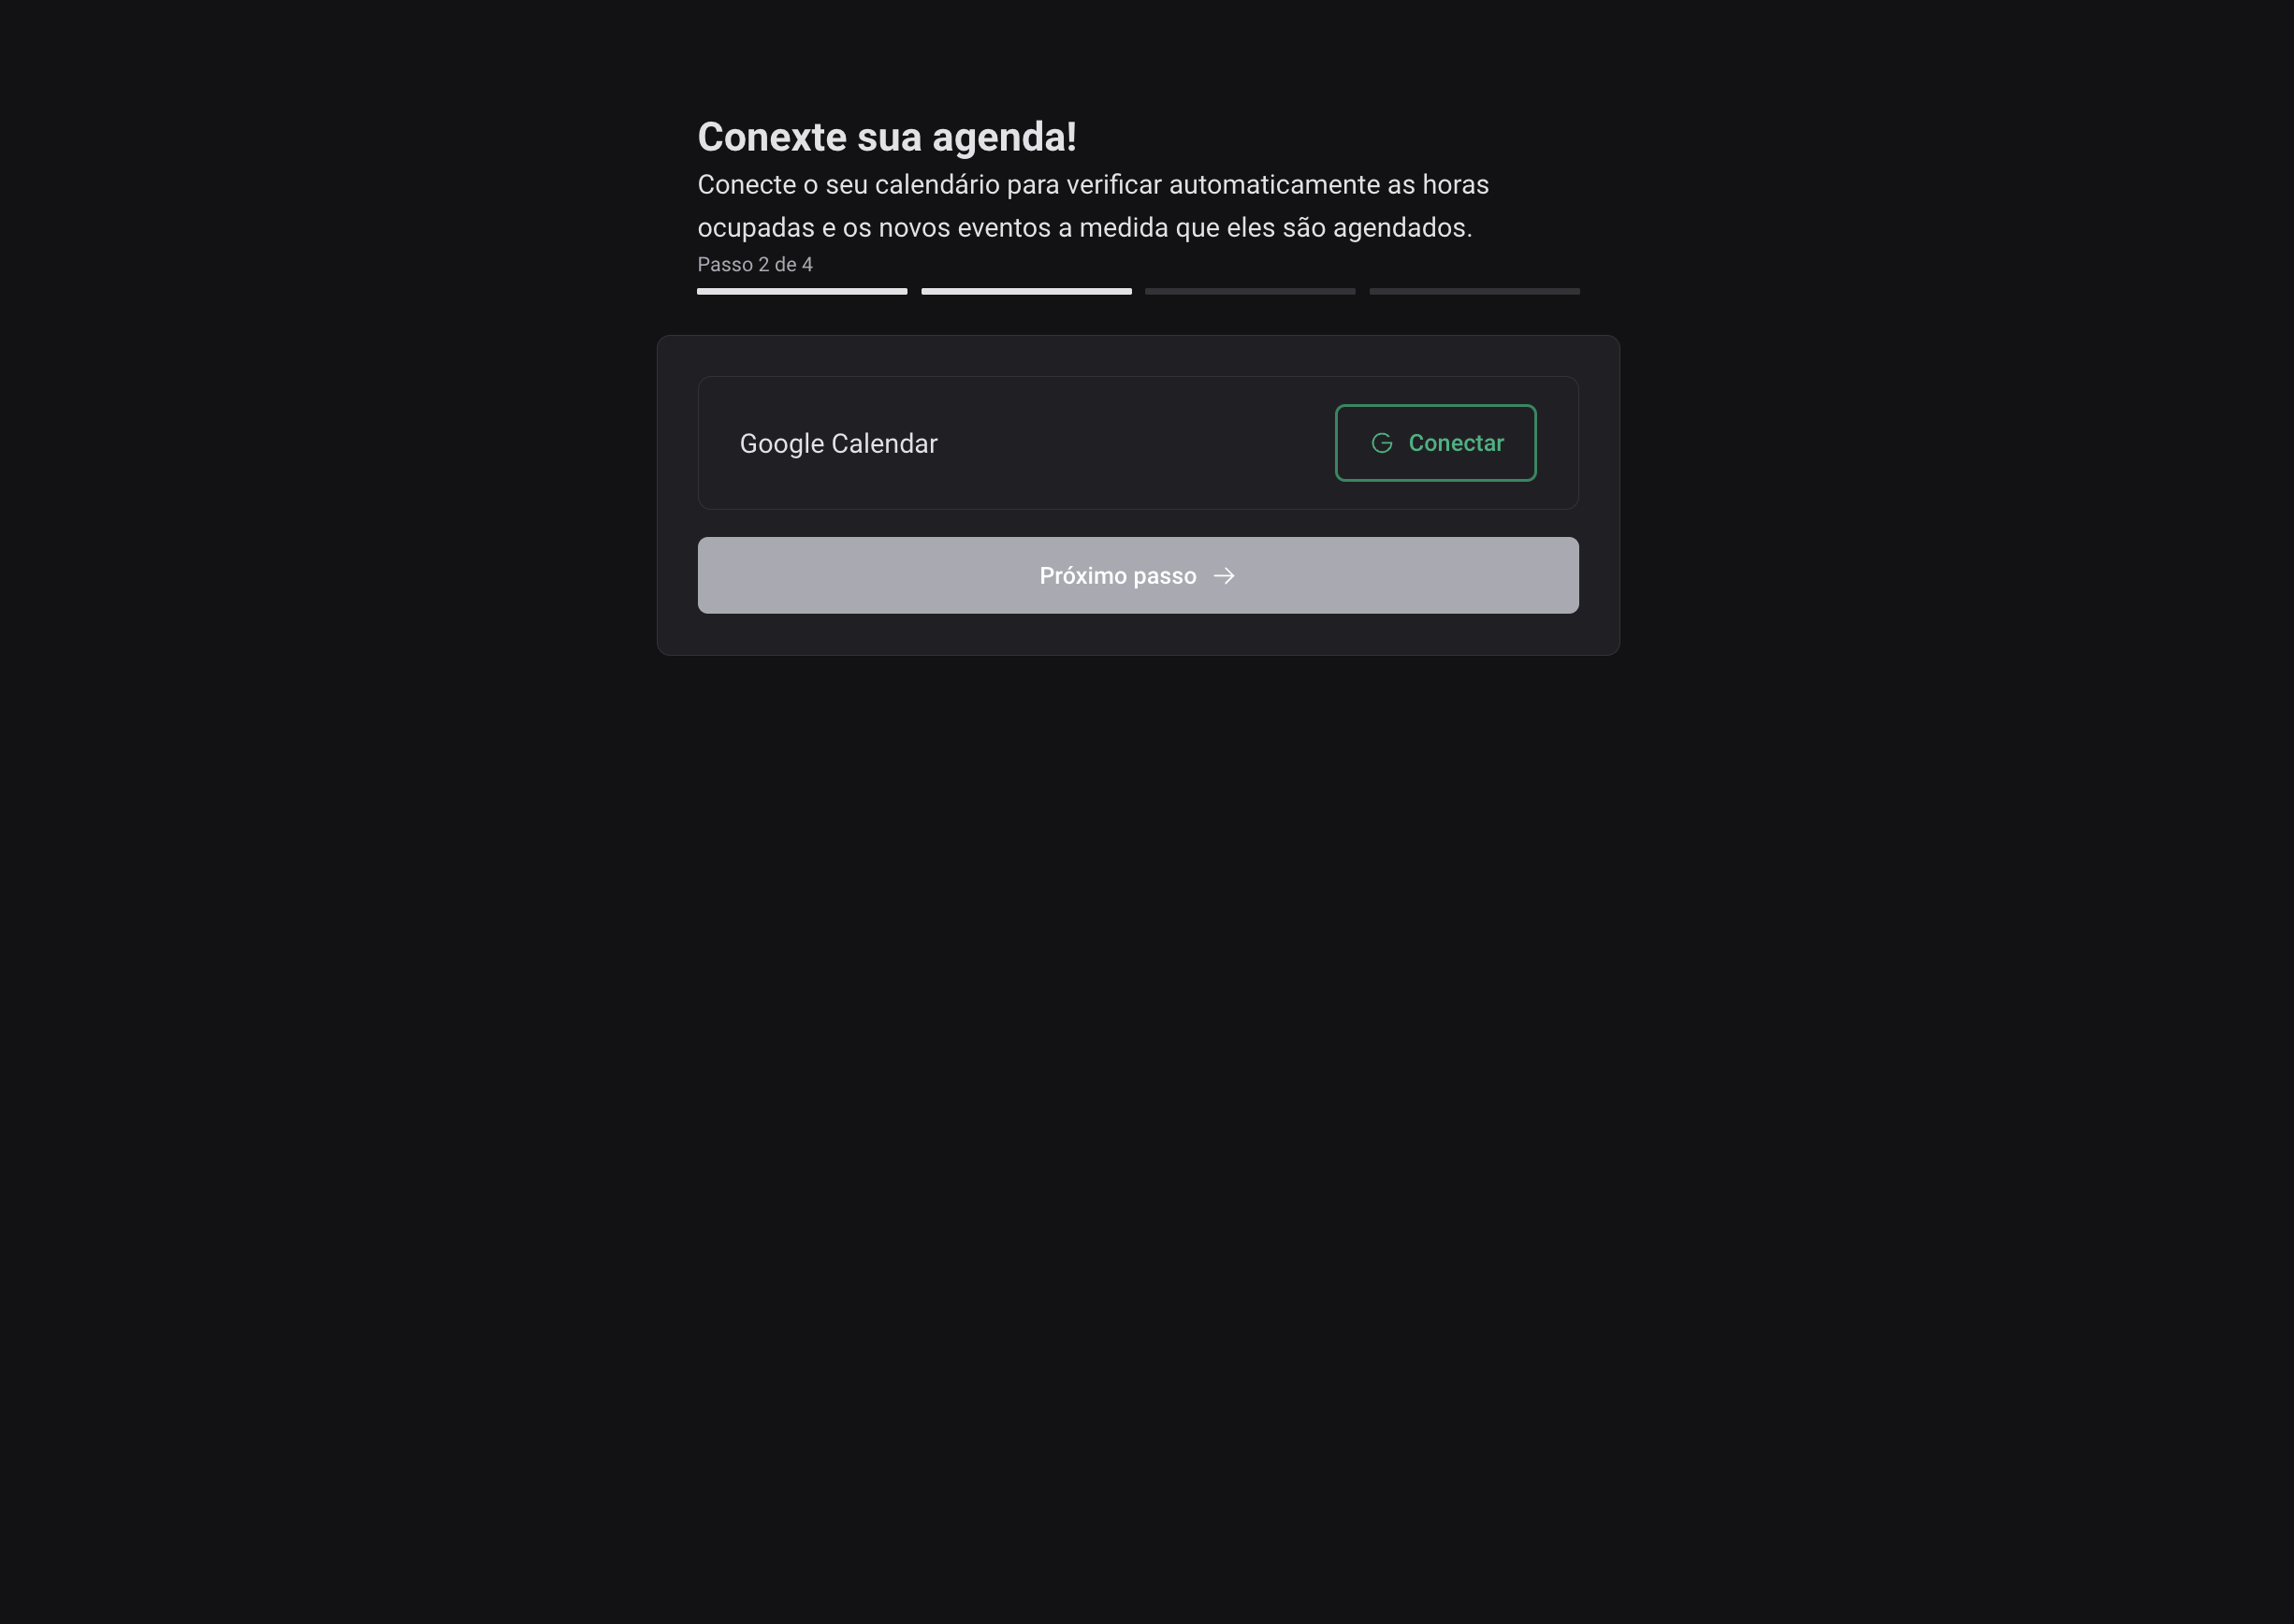 Conexte sua agenda!
Conecte o seu calendário para verificar automaticamente as horas
ocupadas e os novos eventos a medida que eles são agendados.
Passo 2 de 4
Google Calendar
Conectar
Próximo passo